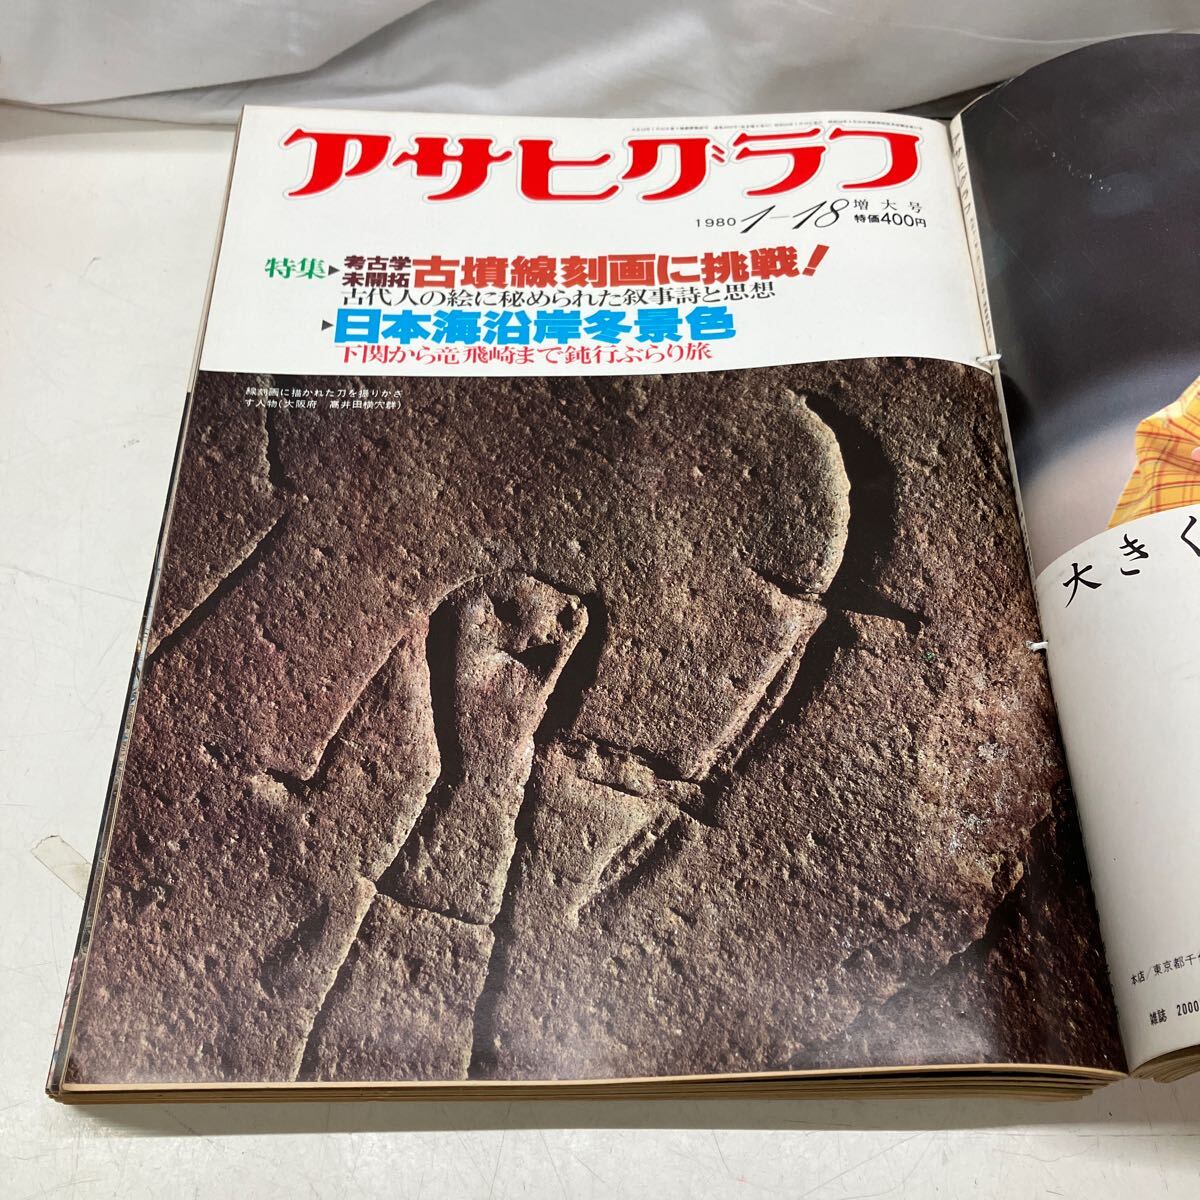 アサヒグラフ
1980 1-18 増大号
特価400円
特集▶考古学未開拓 古墳線刻画に挑戦!
古代人の絵に秘められた叙事詩と思想
▶日本海沿岸冬景色
下関から竜飛崎まで鈍行ぶらり旅
線刻画に描かれた刀を振りかざ
す人物(大阪府 高井田横穴群)
大きく
本店/東京都千
雑誌 2000